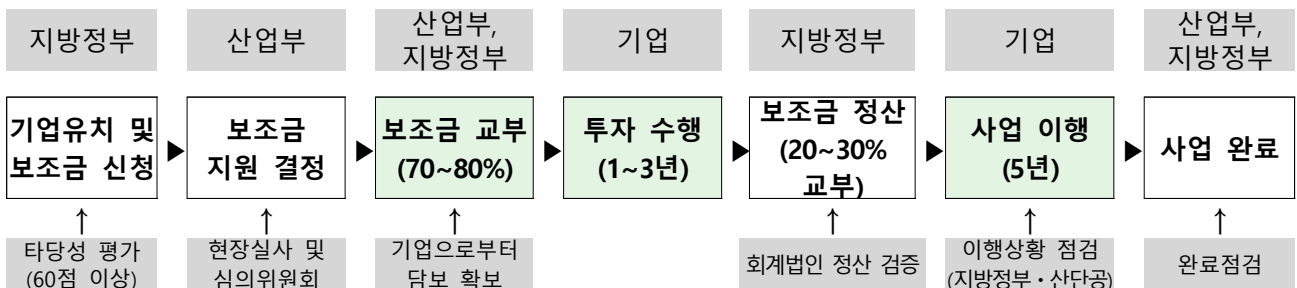 지방정부
산업부
산업부,
지방정부
기업
지방정부
기업
산업부,
지방정부
기업유치 및
보조금 신청
▶
보조금
지원 결정
▶
보조금 교부
(70~80%)
▶
투자 수행
(1~3년)
▶
보조금 정산
(20~30%
교부)
▶
사업 이행
(5년)
▶
사업 완료
↑
↑
↑
↑
↑
↑
타당성 평가
(60점 이상)
현장실사 및
심의위원회
기업으로부터
담보 확보
회계법인 정산 검증
이행상황 점검
(지방정부・산단공)
완료점검